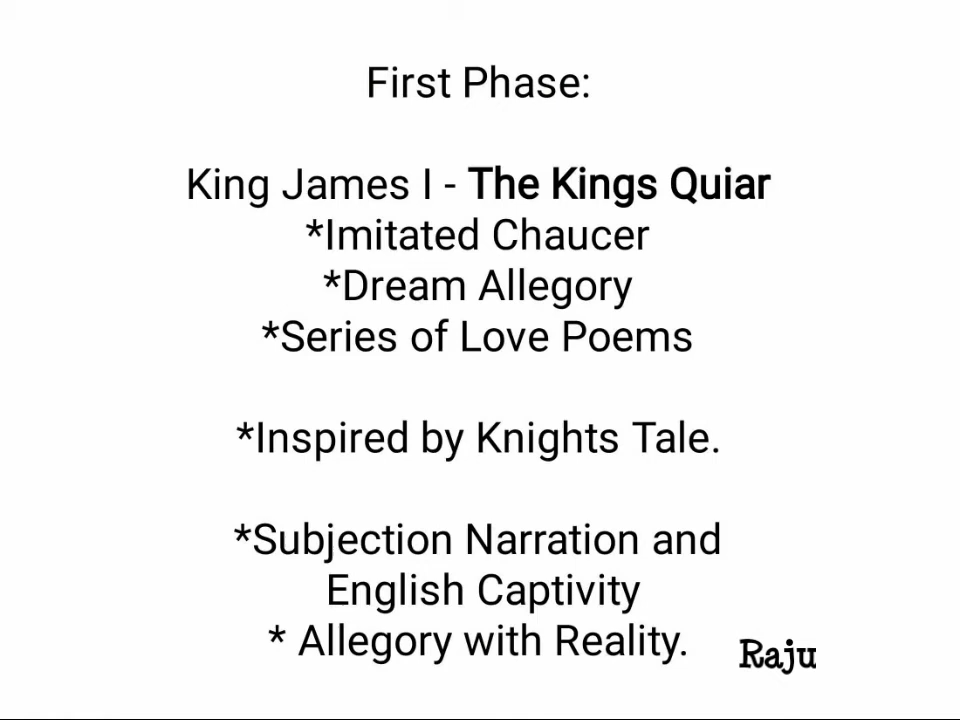 First Phase:
King James I - The Kings Quiar
*Imitated Chaucer
*Dream Allegory
*Series of Love Poems
*Inspired by Knights Tale.
*Subjection Narration and
English Captivity
* Allegory with Reality.
Raju